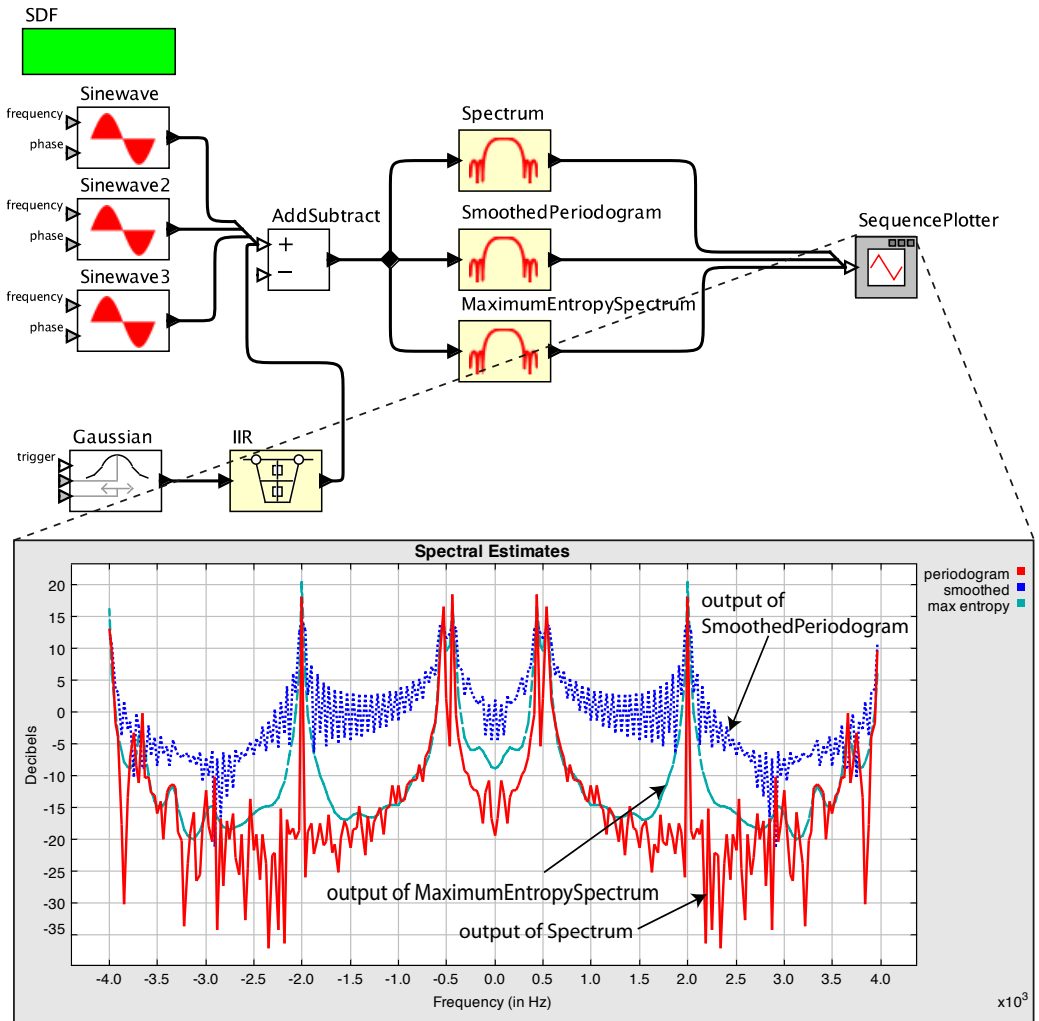 SDF
Sinewave
frequency
phase
Sinewave2
frequency
phase
Sinewave3
frequency
phase
AddSubtract
+
−
Spectrum
SmoothedPeriodogram
MaximumEntropySpectrum
SequencePlotter
Gaussian
trigger
IIR
Spectral Estimates
periodogram
smoothed
max entropy
output of
SmoothedPeriodogram
output of MaximumEntropySpectrum
output of Spectrum
Decibels
20
15
10
5
0
-5
-10
-15
-20
-25
-30
-35
-4.0 -3.5 -3.0 -2.5 -2.0 -1.5 -1.0 -0.5 0.0 0.5 1.0 1.5 2.0 2.5 3.0 3.5 4.0
Frequency (in Hz)
x10³